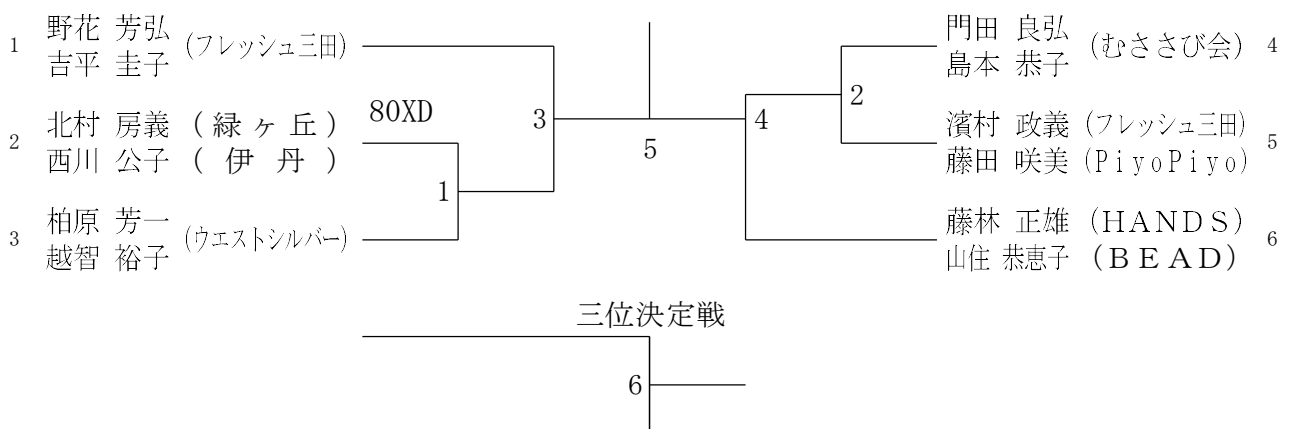 1 野花 芳弘 (フレッシュ三田)
吉平 圭子
2 北村 房義 (緑ヶ丘)
西川 公子 (伊丹)
3 柏原 芳一 (ウエストシルバー)
越智 裕子
80XD
1
3
5
4
2
門田 良弘 (むささび会) 4
島本 恭子
濱村 政義 (フレッシュ三田) 5
藤田 咲美 (PiyoPiyo)
藤林 正雄 (HANDS) 6
山住 恭恵子 (BEAD)
三位決定戦
6